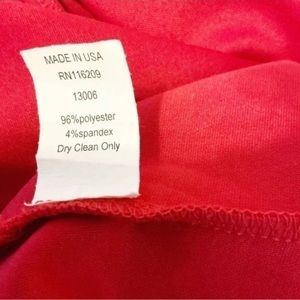 MADE IN USA
RN116209
13006
96%polyester
4%spandex
Dry Clean Only